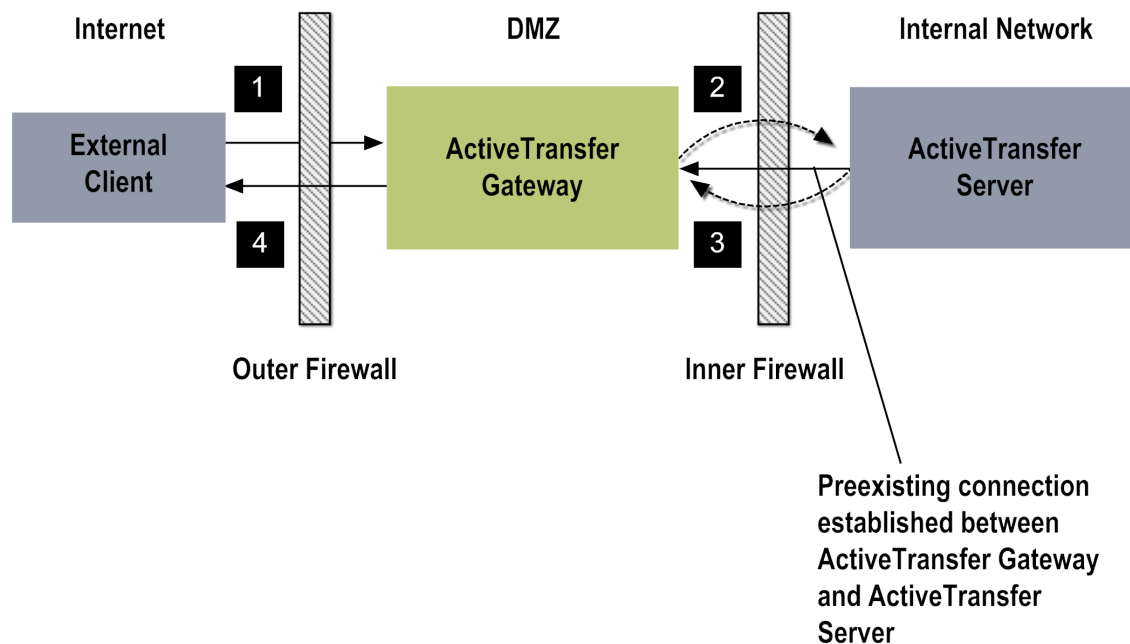 Internet
DMZ
Internal Network
1
2
External
Client
ActiveTransfer
Gateway
ActiveTransfer
Server
4
3
Outer Firewall
Inner Firewall
Preexisting connection
established between
ActiveTransfer Gateway
and ActiveTransfer
Server